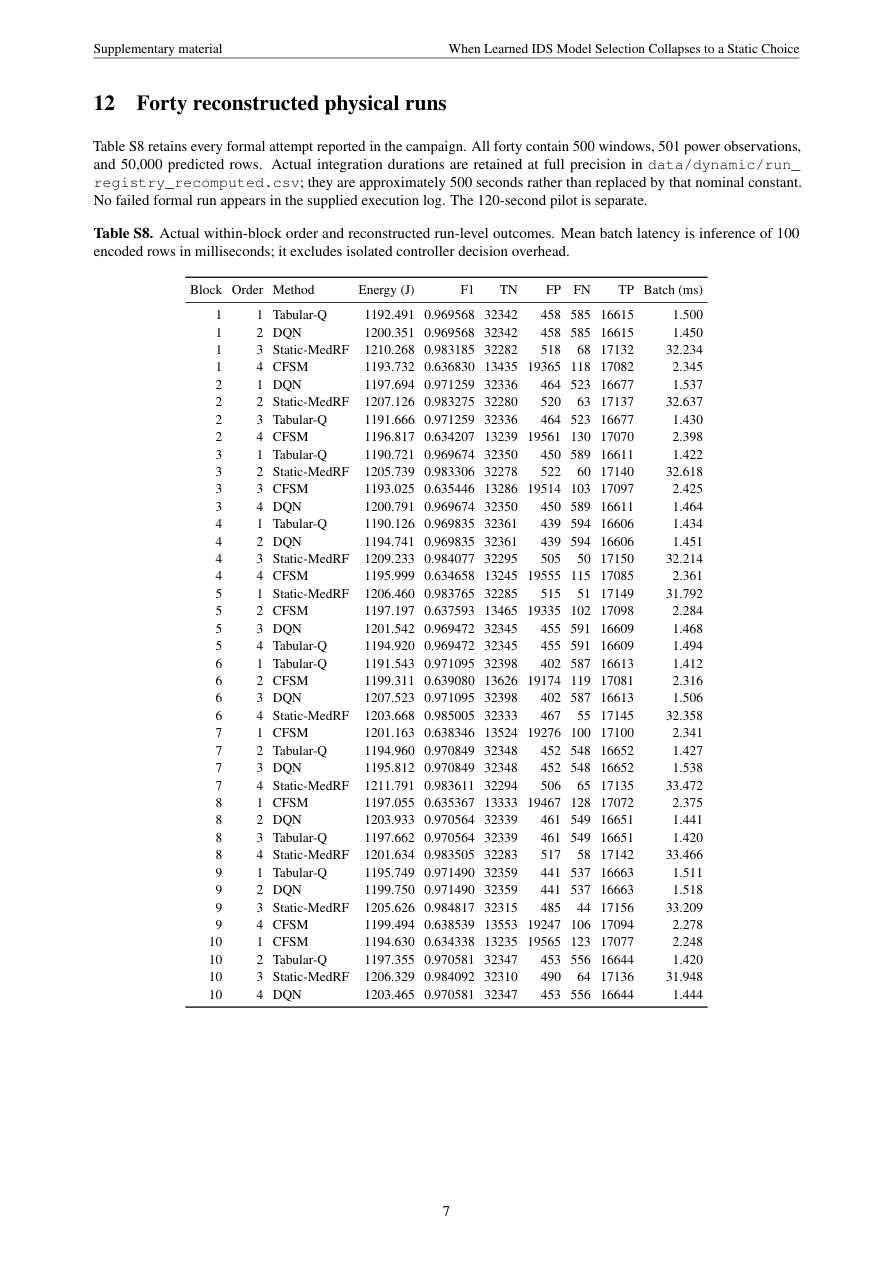 Supplementary material When Learned IDS Model Selection Collapses to a Static Choice
12 Forty reconstructed physical runs
Table S8 retains every formal attempt reported in the campaign. All forty contain 500 windows, 501 power observations,
and 50,000 predicted rows. Actual integration durations are retained at full precision in data/dynamic/run_
registry_recomputed.csv; they are approximately 500 seconds rather than replaced by that nominal constant.
No failed formal run appears in the supplied execution log. The 120-second pilot is separate.
Table S8. Actual within-block order and reconstructed run-level outcomes. Mean batch latency is inference of 100
encoded rows in milliseconds; it excludes isolated controller decision overhead.
Block Order Method Energy (J) F1 TN FP FN TP Batch (ms)
1 1 Tabular-Q 1192.491 0.969568 32342 458 585 16615 1.500
1 2 DQN 1200.351 0.969568 32342 458 585 16615 1.450
1 3 Static-MedRF 1210.268 0.983185 32282 518 68 17132 32.234
1 4 CFSM 1193.732 0.636830 13435 19365 118 17082 2.345
2 1 DQN 1197.694 0.971259 32336 464 523 16677 1.537
2 2 Static-MedRF 1207.126 0.983275 32280 520 63 17137 32.637
2 3 Tabular-Q 1191.666 0.971259 32336 464 523 16677 1.430
2 4 CFSM 1196.817 0.634207 13239 19561 130 17070 2.398
3 1 Tabular-Q 1190.721 0.969674 32350 450 589 16611 1.422
3 2 Static-MedRF 1205.739 0.983306 32278 522 60 17140 32.618
3 3 CFSM 1193.025 0.635446 13286 19514 103 17097 2.425
3 4 DQN 1200.791 0.969674 32350 450 589 16611 1.464
4 1 Tabular-Q 1190.126 0.969835 32361 439 594 16606 1.434
4 2 DQN 1194.741 0.969835 32361 439 594 16606 1.451
4 3 Static-MedRF 1209.233 0.984077 32295 505 50 17150 32.214
4 4 CFSM 1195.999 0.634658 13245 19555 115 17085 2.361
5 1 Static-MedRF 1206.460 0.983765 32285 515 51 17149 31.792
5 2 CFSM 1197.197 0.637593 13465 19335 102 17098 2.284
5 3 DQN 1201.542 0.969472 32345 455 591 16609 1.468
5 4 Tabular-Q 1194.920 0.969472 32345 455 591 16609 1.494
6 1 Tabular-Q 1191.543 0.971095 32398 402 587 16613 1.412
6 2 CFSM 1199.311 0.639080 13626 19174 119 17081 2.316
6 3 DQN 1207.523 0.971095 32398 402 587 16613 1.506
6 4 Static-MedRF 1203.668 0.985005 32333 467 55 17145 32.358
7 1 CFSM 1201.163 0.638346 13524 19276 100 17100 2.341
7 2 Tabular-Q 1194.960 0.970849 32348 452 548 16652 1.427
7 3 DQN 1195.812 0.970849 32348 452 548 16652 1.538
7 4 Static-MedRF 1211.791 0.983611 32294 506 65 17135 33.472
8 1 CFSM 1197.055 0.635367 13333 19467 128 17072 2.375
8 2 DQN 1203.933 0.970564 32339 461 549 16651 1.441
8 3 Tabular-Q 1197.662 0.970564 32339 461 549 16651 1.420
8 4 Static-MedRF 1201.634 0.983505 32283 517 58 17142 33.466
9 1 Tabular-Q 1195.749 0.971490 32359 441 537 16663 1.511
9 2 DQN 1199.750 0.971490 32359 441 537 16663 1.518
9 3 Static-MedRF 1205.626 0.984817 32315 485 44 17156 33.209
9 4 CFSM 1199.494 0.638539 13553 19247 106 17094 2.278
10 1 CFSM 1194.630 0.634338 13235 19565 123 17077 2.248
10 2 Tabular-Q 1197.355 0.970581 32347 453 556 16644 1.420
10 3 Static-MedRF 1206.329 0.984092 32310 490 64 17136 31.948
10 4 DQN 1203.465 0.970581 32347 453 556 16644 1.444
7